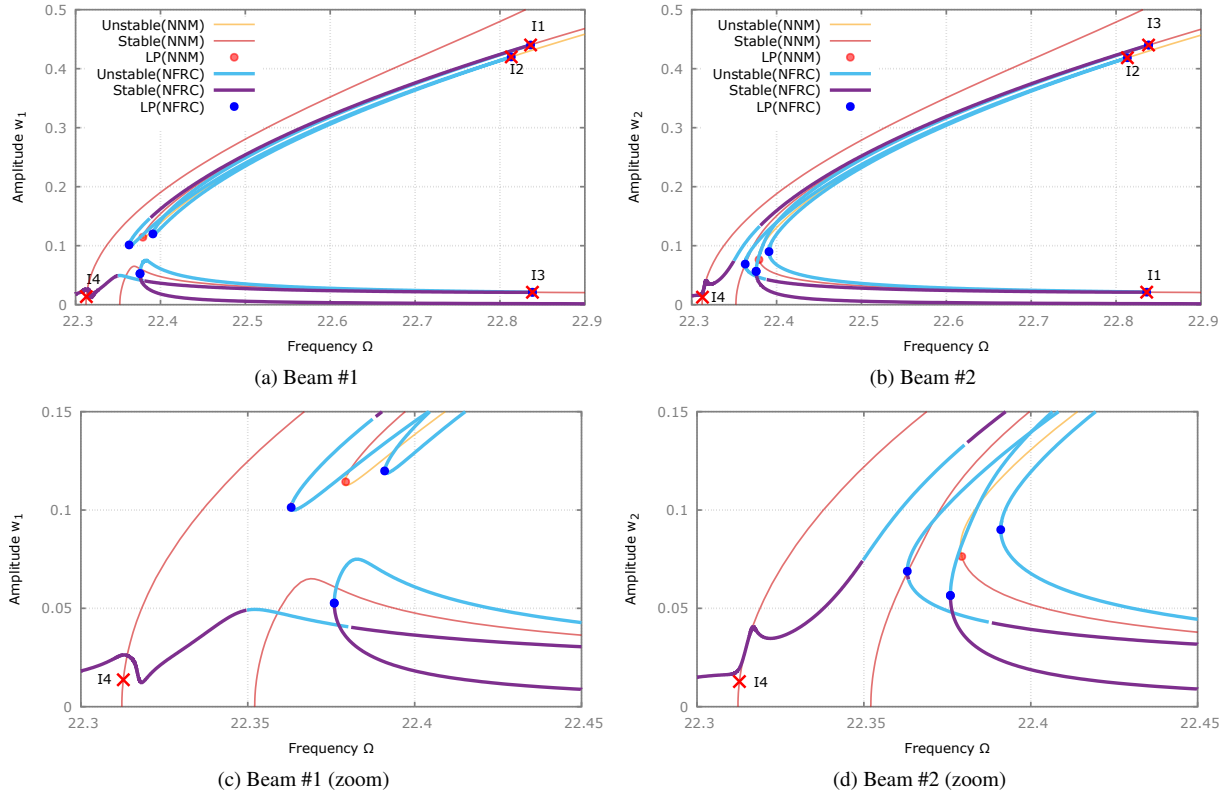 0.5
0.4
0.3
0.2
0.1
0
22.3
22.4
22.5
22.6
22.7
22.8
22.9
Amplitude w1
Frequency Ω
Unstable(NNM)
Stable(NNM)
LP(NNM)
Unstable(NFRC)
Stable(NFRC)
LP(NFRC)
I1
I2
I4
I3
(a) Beam #1
0.5
0.4
0.3
0.2
0.1
0
22.3
22.4
22.5
22.6
22.7
22.8
22.9
Amplitude w2
Frequency Ω
Unstable(NNM)
Stable(NNM)
LP(NNM)
Unstable(NFRC)
Stable(NFRC)
LP(NFRC)
I3
I2
I4
I1
(b) Beam #2
0.15
0.1
0.05
0
22.3
22.35
22.4
22.45
Amplitude w1
Frequency Ω
I4
(c) Beam #1 (zoom)
0.15
0.1
0.05
0
22.3
22.35
22.4
22.45
Amplitude w2
Frequency Ω
I4
(d) Beam #2 (zoom)